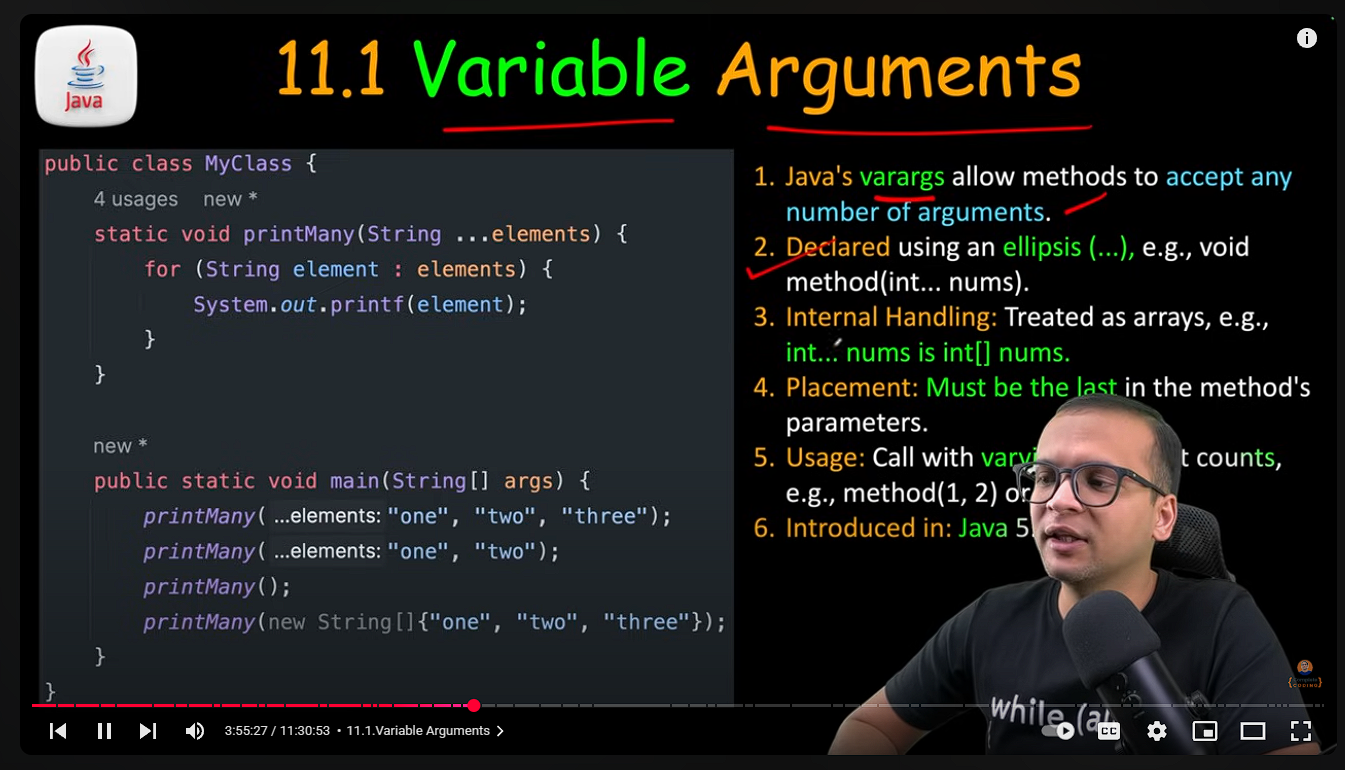 Java
11.1 Variable Arguments
public class MyClass {
4 usages new *
static void printMany(String ...elements) {
for (String element : elements) {
System.out.printf(element);
}
}
new *
public static void main(String[] args) {
printMany( ...elements: "one", "two", "three");
printMany( ...elements: "one", "two");
printMany();
printMany(new String[]{"one", "two", "three"});
}
}
1. Java's varargs allow methods to accept any
number of arguments.
2. Declared using an ellipsis (...), e.g., void
method(int... nums).
3. Internal Handling: Treated as arrays, e.g.,
int... nums is int[] nums.
4. Placement: Must be the last in the method's
parameters.
5. Usage: Call with t counts,
e.g., method(1, 2) or
6. Introduced in: Java 5
while (a
CODING
3:55:27 / 11:30:53 • 11.1.Variable Arguments
CC